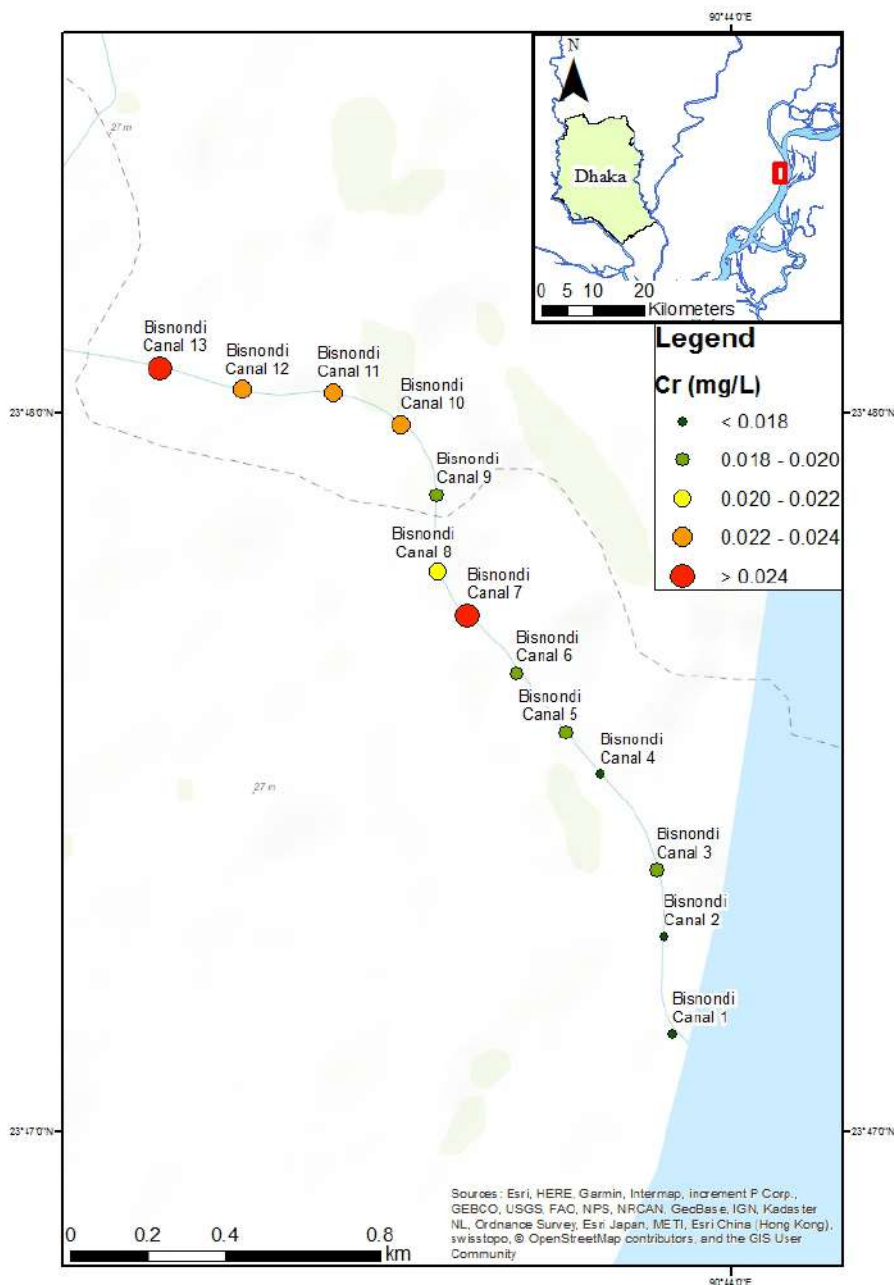 90°44'0"E
N
Dhaka
0 5 10 20
Kilometers
Legend
Cr (mg/L)
< 0.018
0.018 - 0.020
0.020 - 0.022
0.022 - 0.024
> 0.024
27 m
Bisnondi
Canal 13
Bisnondi
Canal 12
Bisnondi
Canal 11
Bisnondi
Canal 10
23°48'0"N
23°48'0"N
Bisnondi
Canal 9
Bisnondi
Canal 8
Bisnondi
Canal 7
Bisnondi
Canal 6
Bisnondi
Canal 5
Bisnondi
Canal 4
27 m
Bisnondi
Canal 3
Bisnondi
Canal 2
Bisnondi
Canal 1
23°47'0"N
23°47'0"N
Sources: Esri, HERE, Garmin, Intermap, increment P Corp.,
GEBCO, USGS, FAO, NPS, NRCAN, GeoBase, IGN, Kadaster
NL, Ordnance Survey, Esri Japan, METI, Esri China (Hong Kong),
swisstopo, © OpenStreetMap contributors, and the GIS User
Community
0 0.2 0.4 0.8
km
90°44'0"E